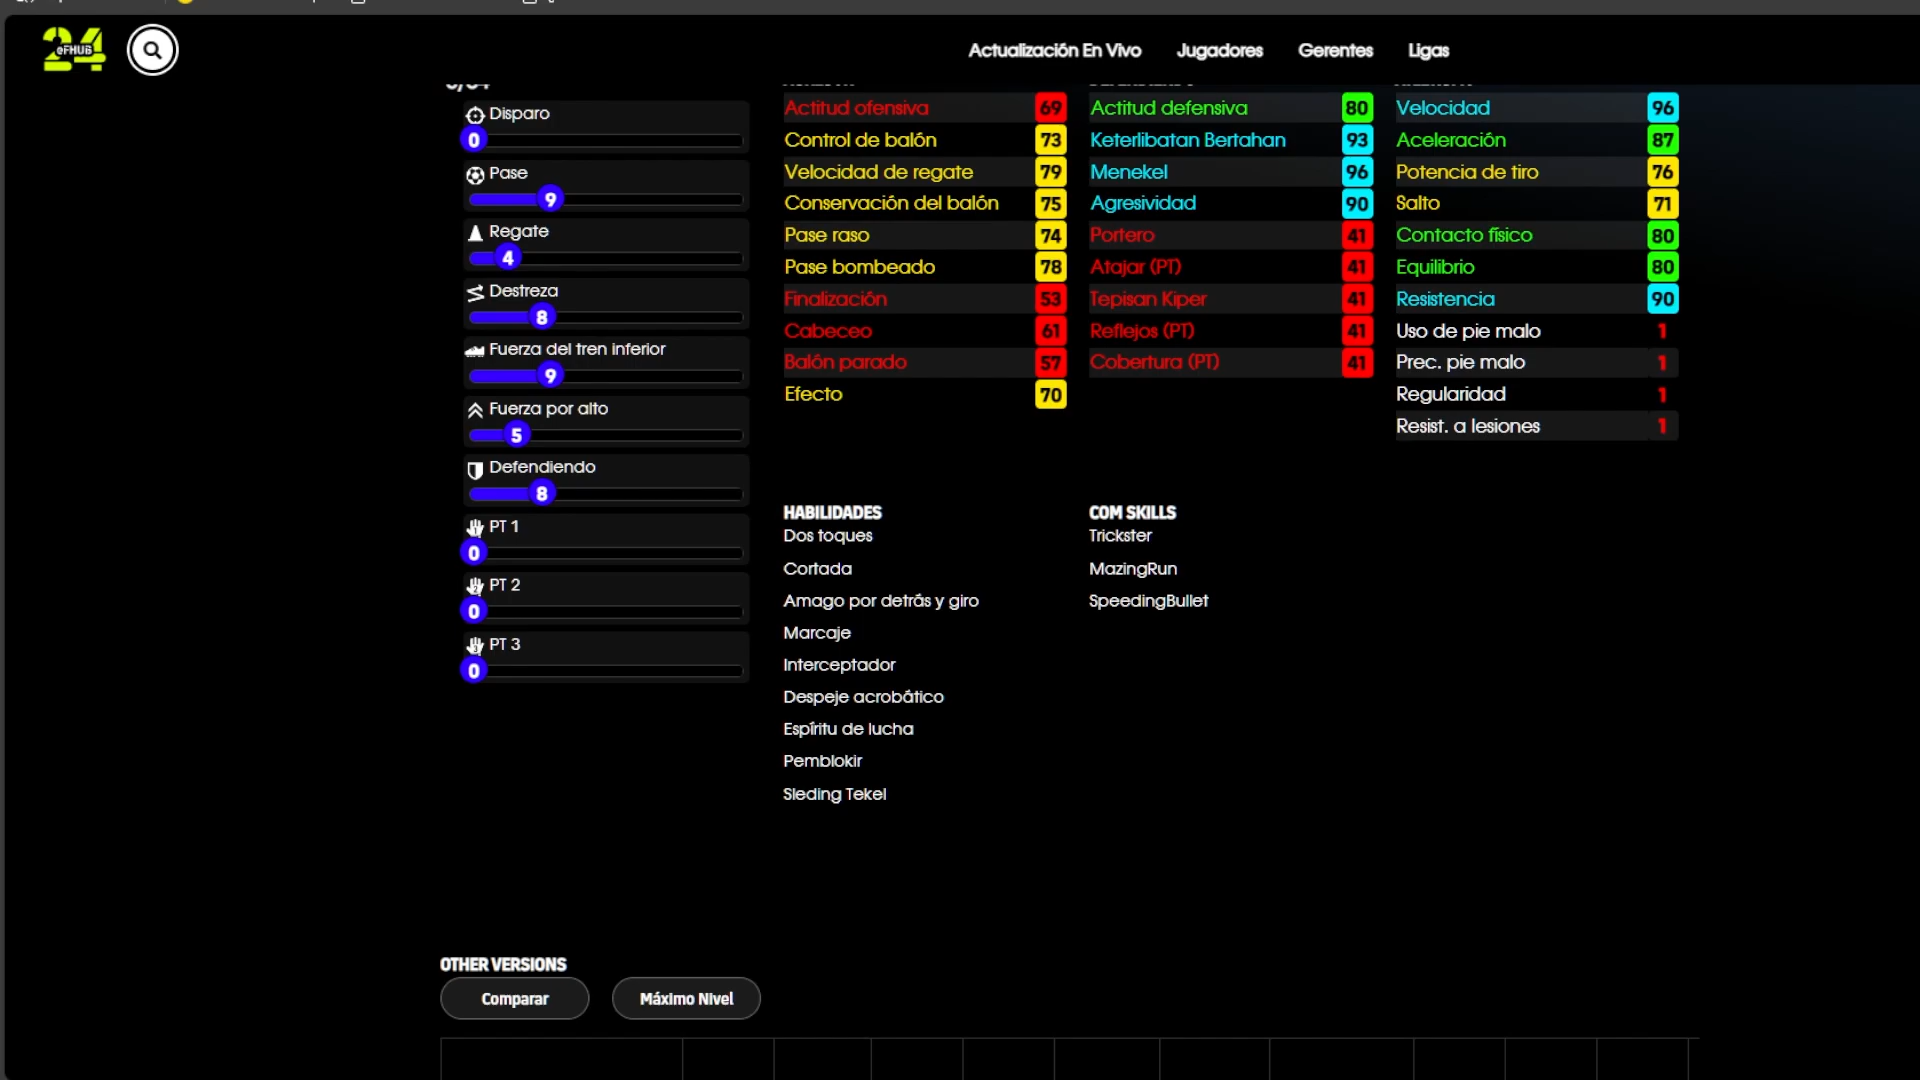 24
eFHUB
Actualización En Vivo
Jugadores
Gerentes
Ligas
Disparo
0
Pase
9
Regate
4
Destreza
8
Fuerza del tren inferior
9
Fuerza por alto
5
Defendiendo
8
PT 1
0
PT 2
0
PT 3
0
Actitud ofensiva 69
Control de balón 73
Velocidad de regate 79
Conservación del balón 75
Pase raso 74
Pase bombeado 78
Finalización 53
Cabeceo 61
Balón parado 57
Efecto 70
Actitud defensiva 80
Keterlibatan Bertahan 93
Menekel 96
Agresividad 90
Portero 41
Atajar (PT) 41
Tepisan Kiper 41
Reflejos (PT) 41
Cobertura (PT) 41
Velocidad 96
Aceleración 87
Potencia de tiro 76
Salto 71
Contacto físico 80
Equilibrio 80
Resistencia 90
Uso de pie malo 1
Prec. pie malo 1
Regularidad 1
Resist. a lesiones 1
HABILIDADES
Dos toques
Cortada
Amago por detrás y giro
Marcaje
Interceptador
Despeje acrobático
Espíritu de lucha
Pemblokir
Sleding Tekel
COM SKILLS
Trickster
MazingRun
SpeedingBullet
OTHER VERSIONS
Comparar
Máximo Nivel